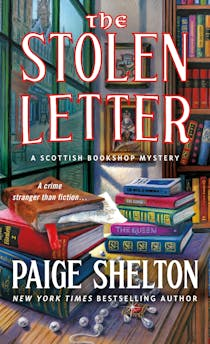 THE
STOLEN
LETTER
A SCOTTISH BOOKSHOP MYSTERY
A crime
stranger than fiction...
THE QUEEN
PAIGE SHELTON
NEW YORK TIMES BESTSELLING AUTHOR